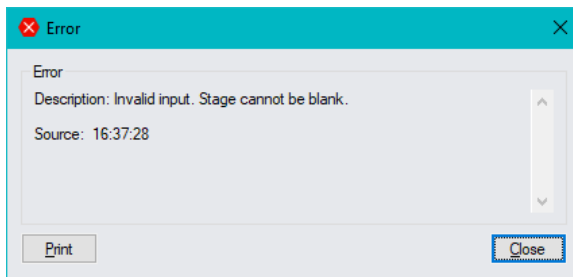 Error
Error
Description: Invalid input. Stage cannot be blank.
Source: 16:37:28
Print
Close